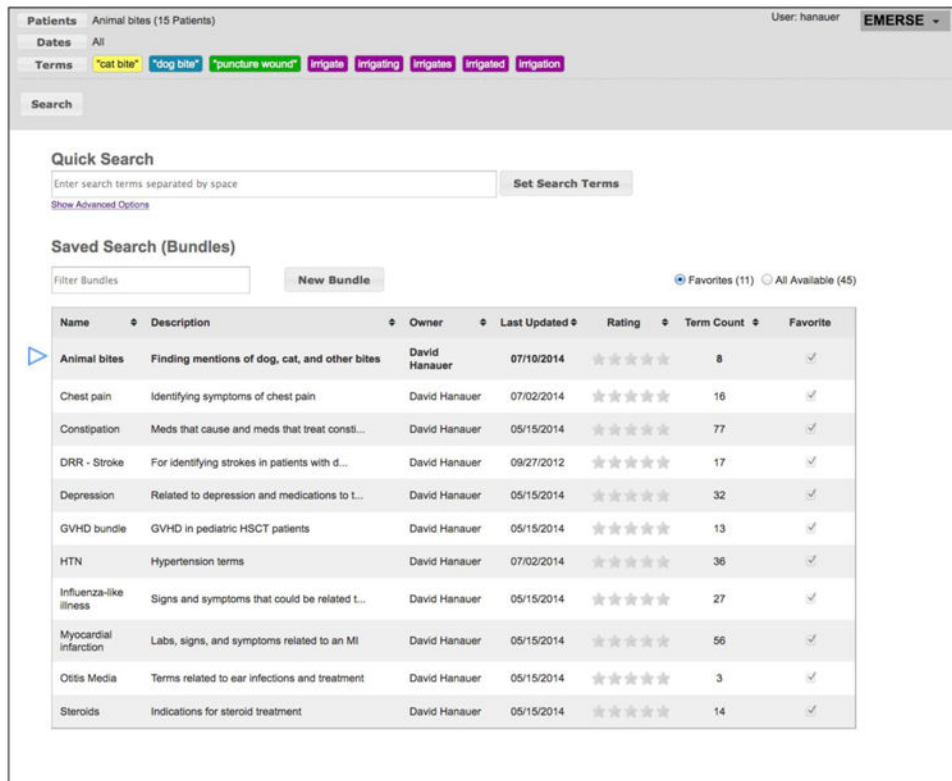 Patients Animal bites (15 Patients) User: hanauer EMERSE
Dates All
Terms "cat bite" "dog bite" "puncture wound" irrigate irrigating irrigates irrigated irrigation
Search
Quick Search
Enter search terms separated by space Set Search Terms
Show Advanced Options
Saved Search (Bundles)
Filter Bundles New Bundle Favorites (11) All Available (45)
Name Description Owner Last Updated Rating Term Count Favorite
Animal bites Finding mentions of dog, cat, and other bites David Hanauer 07/10/2014 8
Chest pain Identifying symptoms of chest pain David Hanauer 07/02/2014 16
Constipation Meds that cause and meds that treat consti... David Hanauer 05/15/2014 77
DRR - Stroke For identifying strokes in patients with d... David Hanauer 09/27/2012 17
Depression Related to depression and medications to t... David Hanauer 05/15/2014 32
GVHD bundle GVHD in pediatric HSCT patients David Hanauer 05/15/2014 13
HTN Hypertension terms David Hanauer 07/02/2014 36
Influenza-like illness Signs and symptoms that could be related t... David Hanauer 05/15/2014 27
Myocardial infarction Labs, signs, and symptoms related to an MI David Hanauer 05/15/2014 56
Otitis Media Terms related to ear infections and treatment David Hanauer 05/15/2014 3
Steroids Indications for steroid treatment David Hanauer 05/15/2014 14